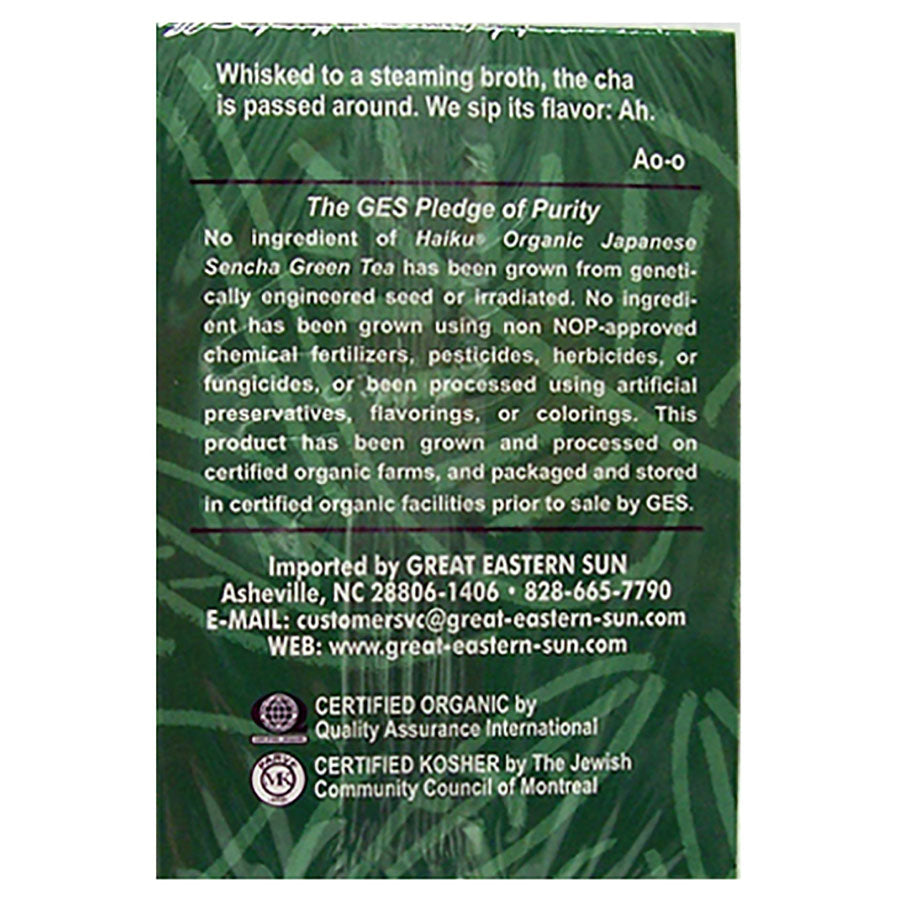 Whisked to a steaming broth, the cha
is passed around. We sip its flavor: Ah.
Ao-o
The GES Pledge of Purity
No ingredient of Haiku® Organic Japanese
Sencha Green Tea has been grown from geneti-
cally engineered seed or irradiated. No ingredi-
ent has been grown using non NOP-approved
chemical fertilizers, pesticides, herbicides, or
fungicides, or been processed using artificial
preservatives, flavorings, or colorings. This
product has been grown and processed on
certified organic farms, and packaged and stored
in certified organic facilities prior to sale by GES.
Imported by GREAT EASTERN SUN
Asheville, NC 28806-1406 • 828-665-7790
E-MAIL: customersvc@great-eastern-sun.com
WEB: www.great-eastern-sun.com
CERTIFIED ORGANIC by
Quality Assurance International
PARVE
MK
CERTIFIED KOSHER by The Jewish
Community Council of Montreal